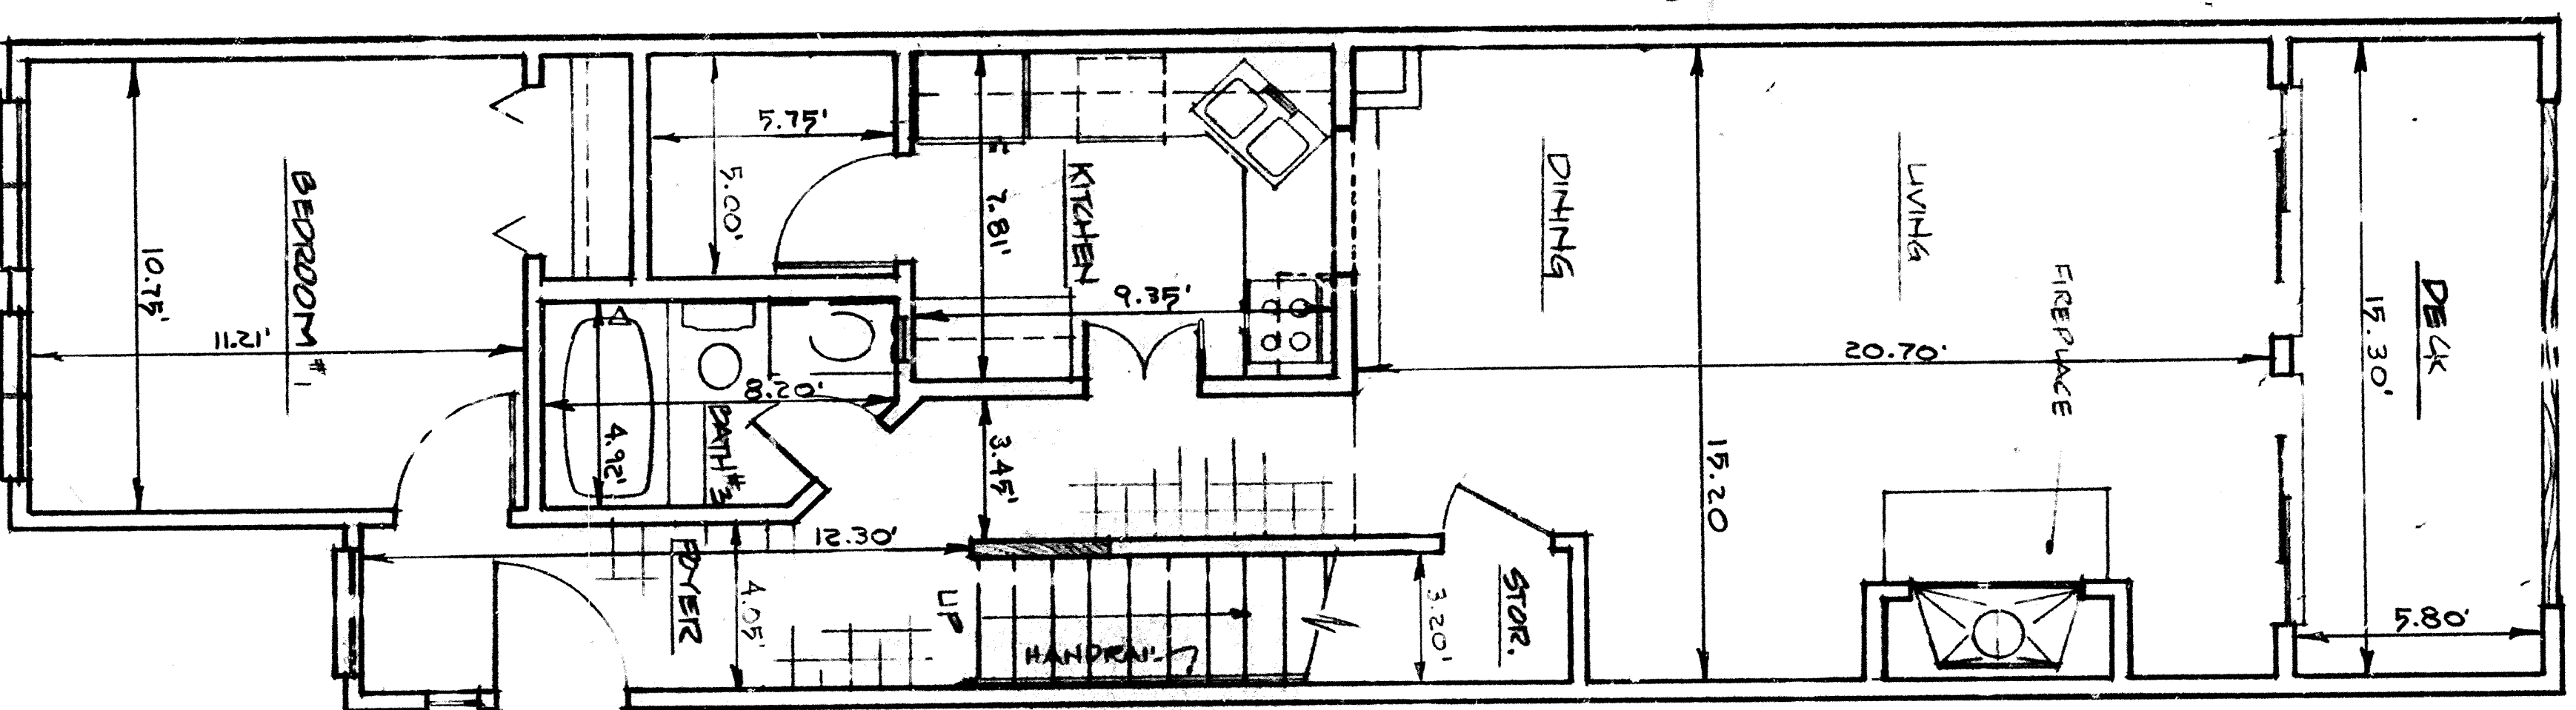 BEDROOM #1
10.75'
11.21'
5.75'
5.00'
KITCHEN
7.81'
9.35'
BATH #3
8.20'
4.92'
3.45'
FOYER
12.30'
4.05'
UP
HANDRAIL
STOR.
3.20'
DINING
LIVING
FIREPLACE
20.70'
15.20
DECK
15.30'
5.80'